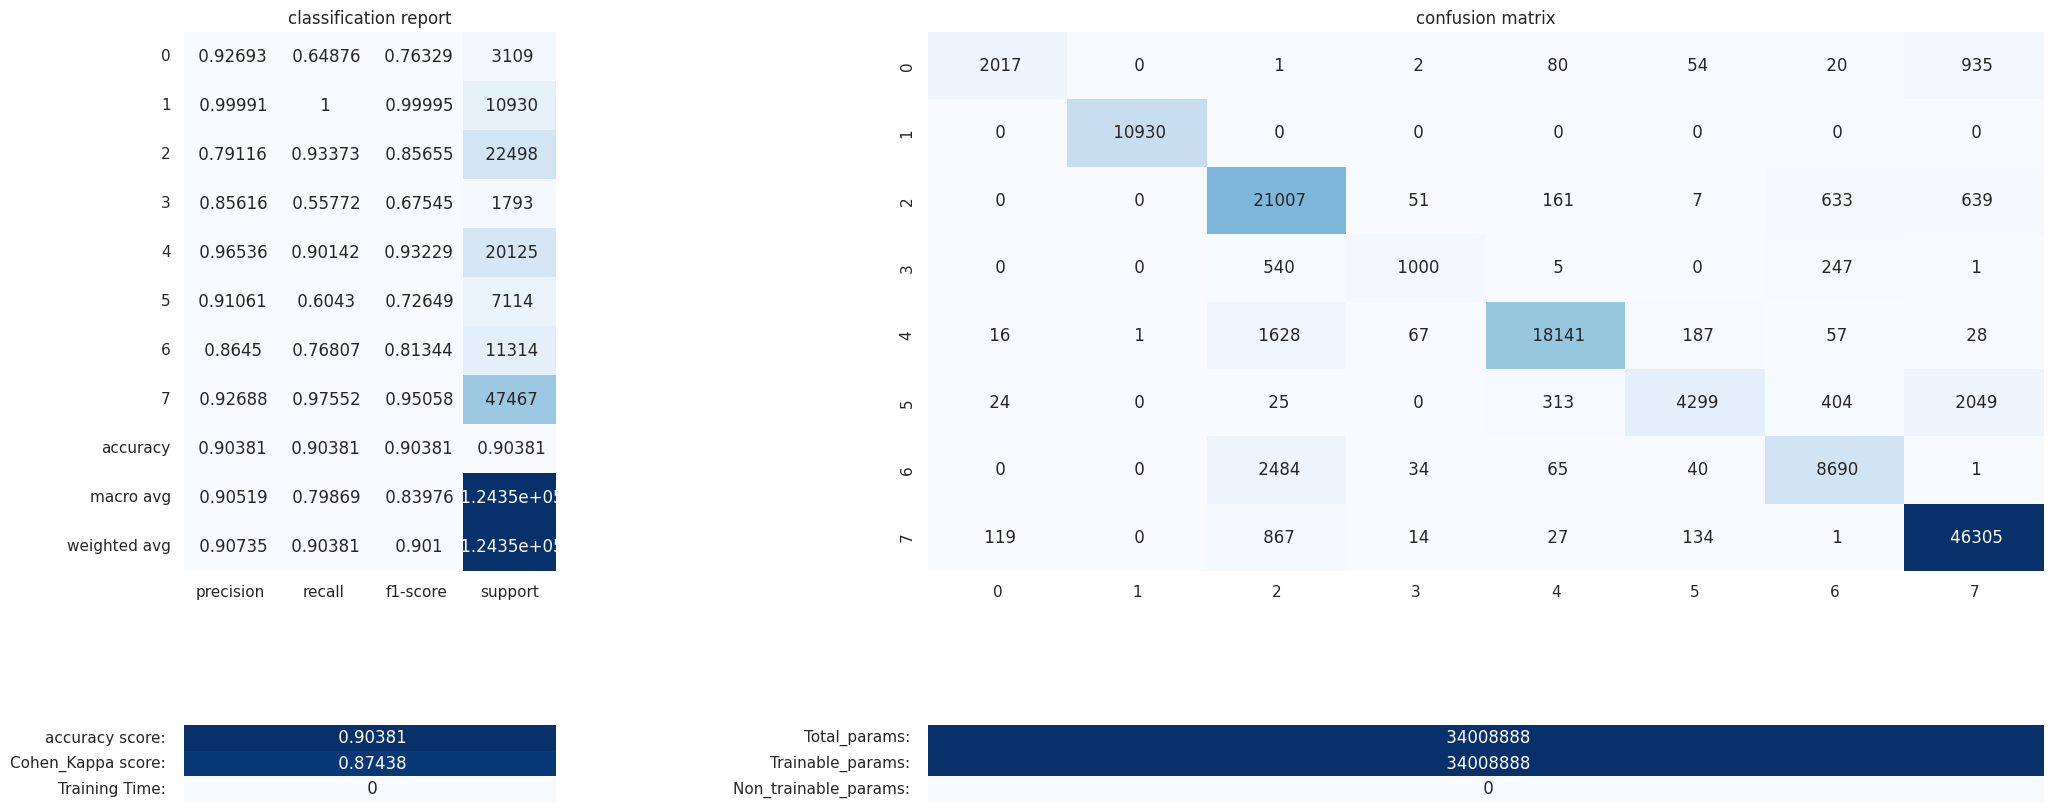 classification report
0 0.92693 0.64876 0.76329 3109
1 0.99991 1 0.99995 10930
2 0.79116 0.93373 0.85655 22498
3 0.85616 0.55772 0.67545 1793
4 0.96536 0.90142 0.93229 20125
5 0.91061 0.6043 0.72649 7114
6 0.8645 0.76807 0.81344 11314
7 0.92688 0.97552 0.95058 47467
accuracy 0.90381 0.90381 0.90381 0.90381
macro avg 0.90519 0.79869 0.83976 1.2435e+05
weighted avg 0.90735 0.90381 0.901 1.2435e+05
precision recall f1-score support
confusion matrix
0 2017 0 1 2 80 54 20 935
1 0 10930 0 0 0 0 0 0
2 0 0 21007 51 161 7 633 639
3 0 0 540 1000 5 0 247 1
4 16 1 1628 67 18141 187 57 28
5 24 0 25 0 313 4299 404 2049
6 0 0 2484 34 65 40 8690 1
7 119 0 867 14 27 134 1 46305
0 1 2 3 4 5 6 7
accuracy score: 0.90381
Cohen_Kappa score: 0.87438
Training Time: 0
Total_params: 34008888
Trainable_params: 34008888
Non_trainable_params: 0